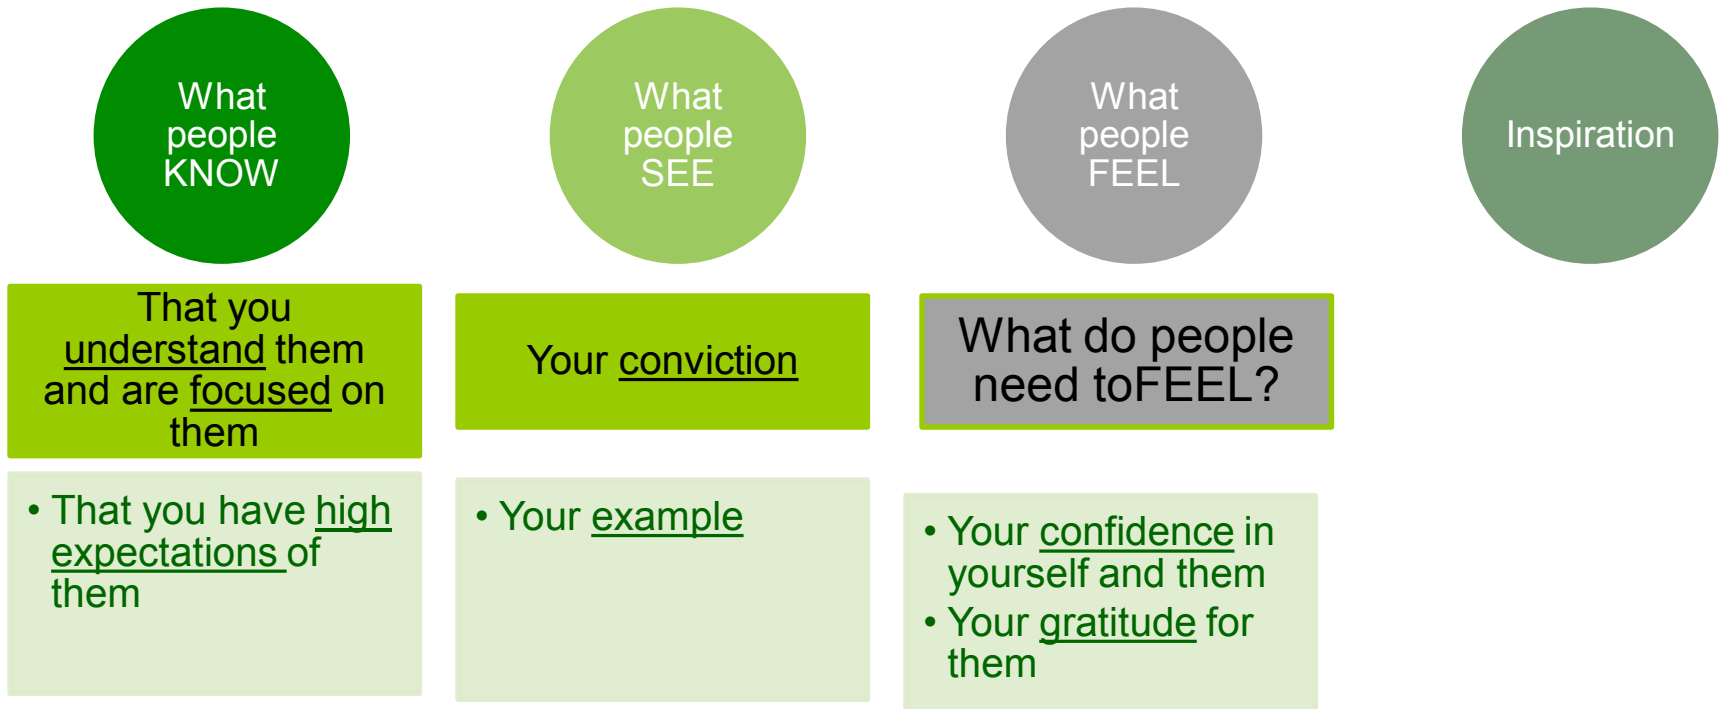 What
people
KNOW
What
people
SEE
What
people
FEEL
Inspiration
That you
understand them
and are focused on
them
Your conviction
What do people
need toFEEL?
• That you have high
expectations of
them
• Your example
• Your confidence in
yourself and them
• Your gratitude for
them